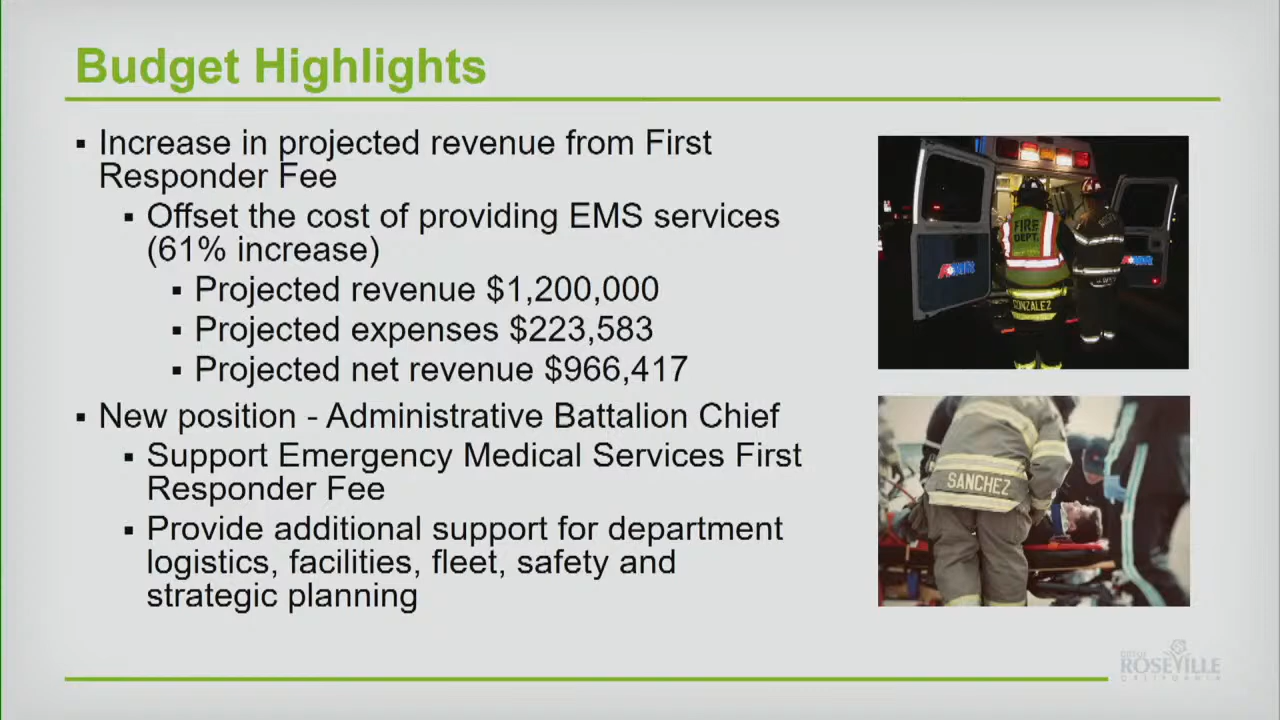 Budget Highlights
▪ Increase in projected revenue from First
Responder Fee
▪ Offset the cost of providing EMS services
(61% increase)
▪ Projected revenue $1,200,000
▪ Projected expenses $223,583
▪ Projected net revenue $966,417
▪ New position - Administrative Battalion Chief
▪ Support Emergency Medical Services First
Responder Fee
▪ Provide additional support for department
logistics, facilities, fleet, safety and
strategic planning
FIRE
DEPT.
GONZALEZ
SANCHEZ
CITY OF
ROSEVILLE
CALIFORNIA